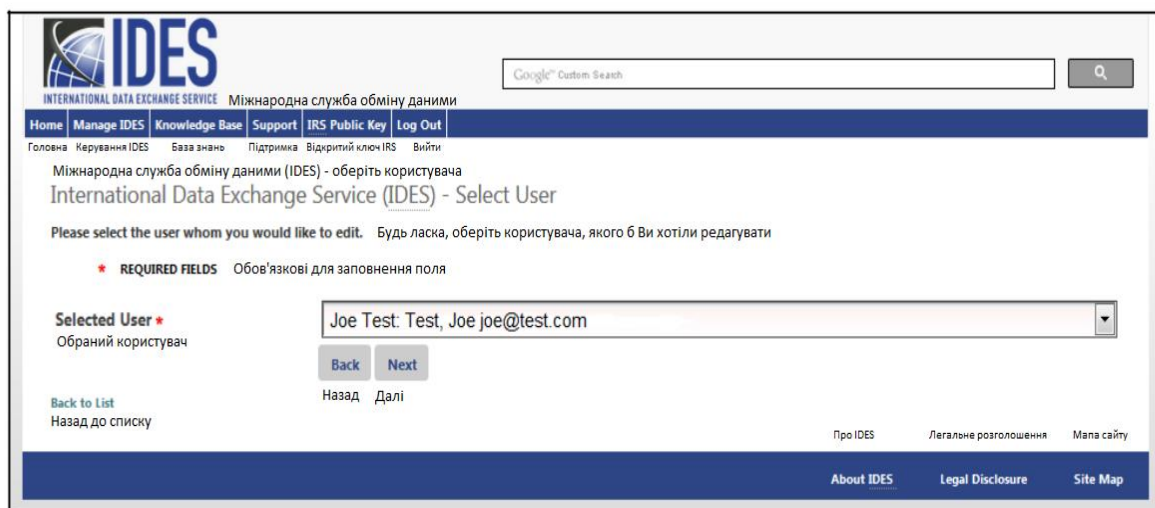 IDES
INTERNATIONAL DATA EXCHANGE SERVICE Міжнародна служба обміну даними
Google™ Custom Search
Home Manage IDES Knowledge Base Support IRS Public Key Log Out
Головна Керування IDES База знань Підтримка Відкритий ключ IRS Вийти
Міжнародна служба обміну даними (IDES) - оберіть користувача
International Data Exchange Service (IDES) - Select User
Please select the user whom you would like to edit. Будь ласка, оберіть користувача, якого б Ви хотіли редагувати
* REQUIRED FIELDS Обов'язкові для заповнення поля
Selected User * Joe Test: Test, Joe joe@test.com
Обраний користувач
Back Next
Назад Далі
Back to List
Назад до списку
Про IDES Легальне розголошення Мапа сайту
About IDES Legal Disclosure Site Map